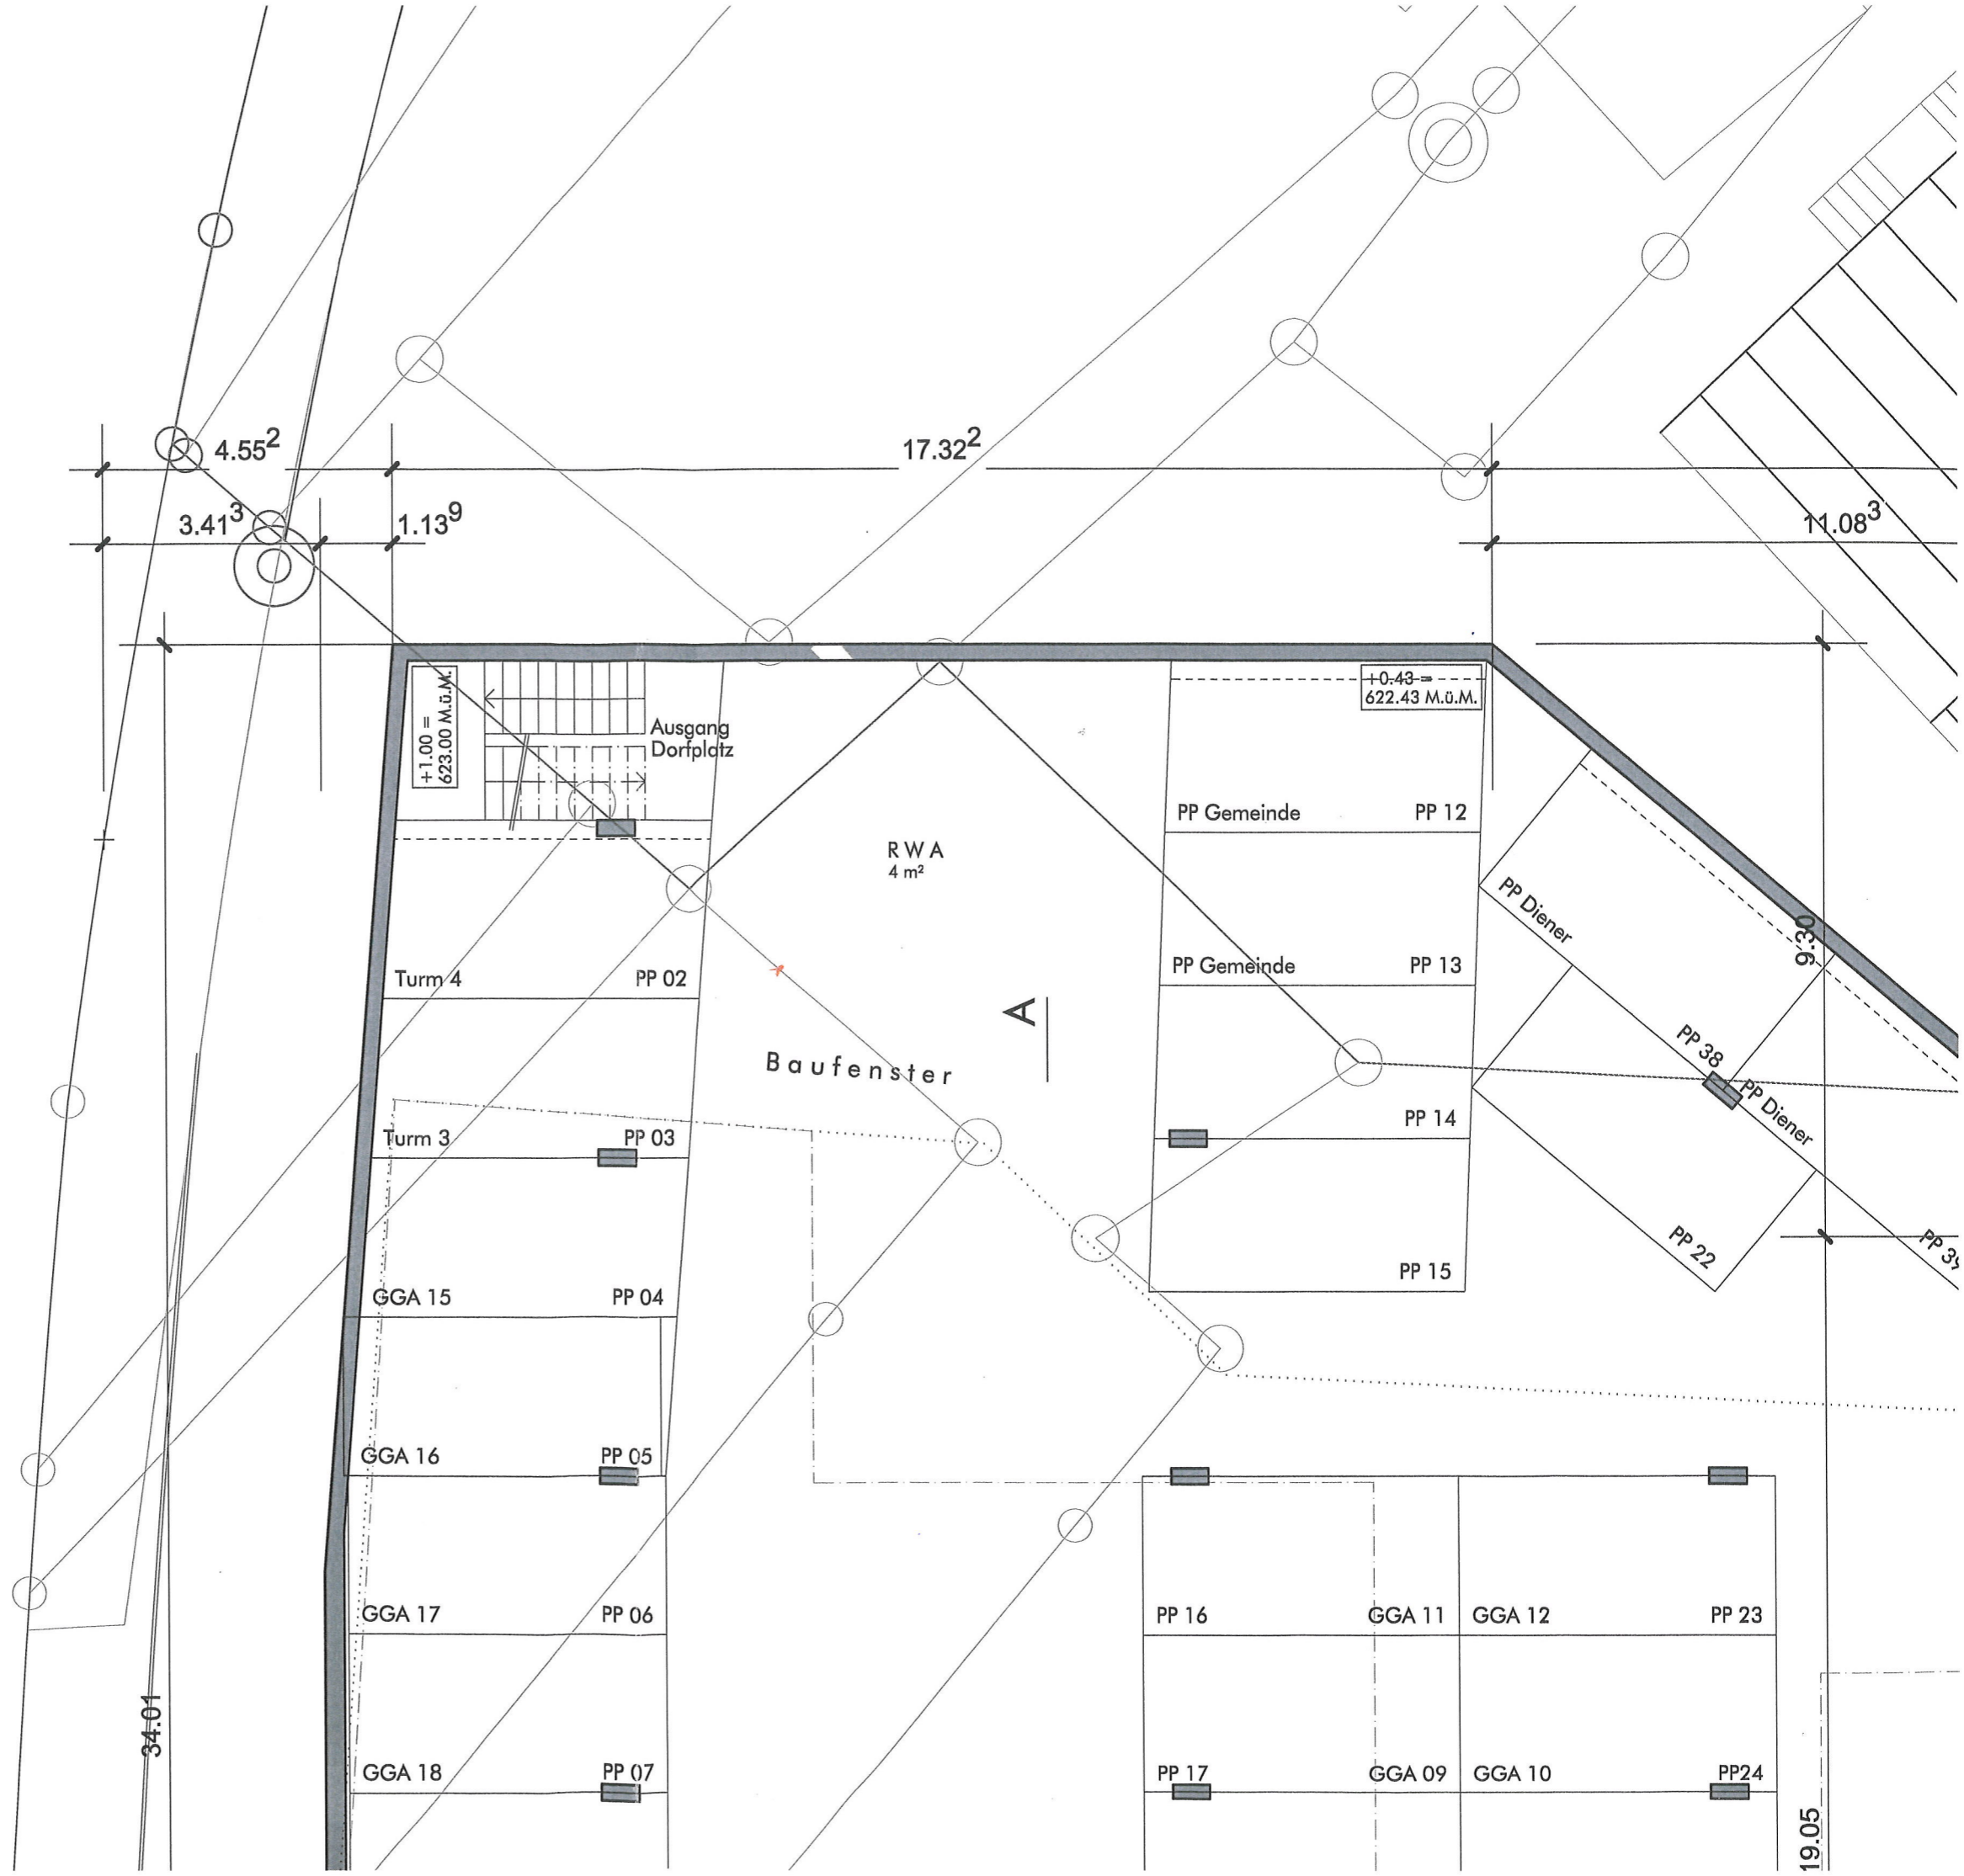 4.55²
17.32²
3.41³
1.13⁹
11.08³
+1.00 =
623.00 M.ü.M.
Ausgang
Dorfplatz
+0.43 =
622.43 M.ü.M.
PP Gemeinde PP 12
RWA
4 m²
PP Diener
9.30
Turm 4 PP 02
PP Gemeinde PP 13
A
Baufenster
PP 38
PP Diener
Turm 3 PP 03
PP 14
PP 22
GGA 15 PP 04
PP 15
GGA 16 PP 05
GGA 17 PP 06
PP 16 GGA 11 GGA 12 PP 23
34.01
GGA 18 PP 07
PP 17 GGA 09 GGA 10 PP24
19.05